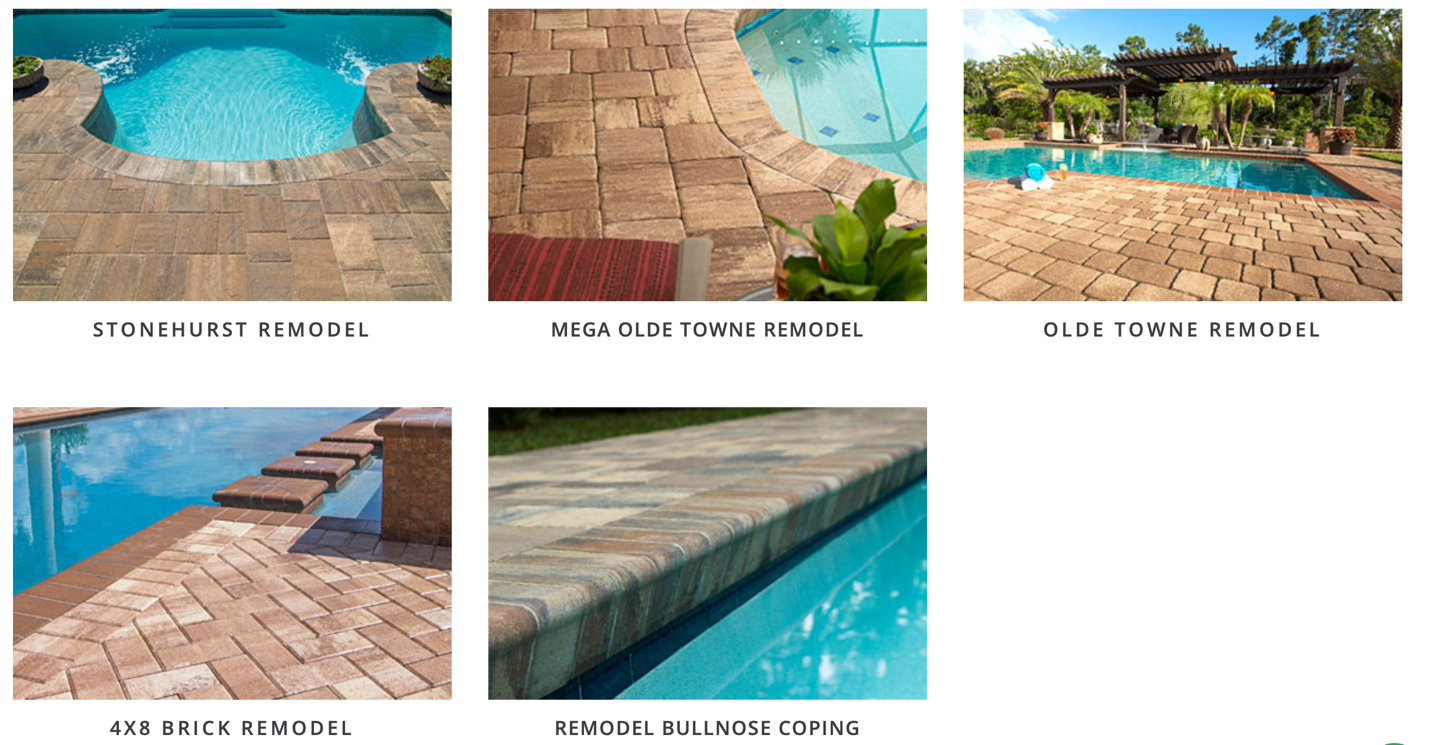 STONEHURST REMODEL
MEGA OLDE TOWNE REMODEL
OLDE TOWNE REMODEL
4X8 BRICK REMODEL
REMODEL BULLNOSE COPING